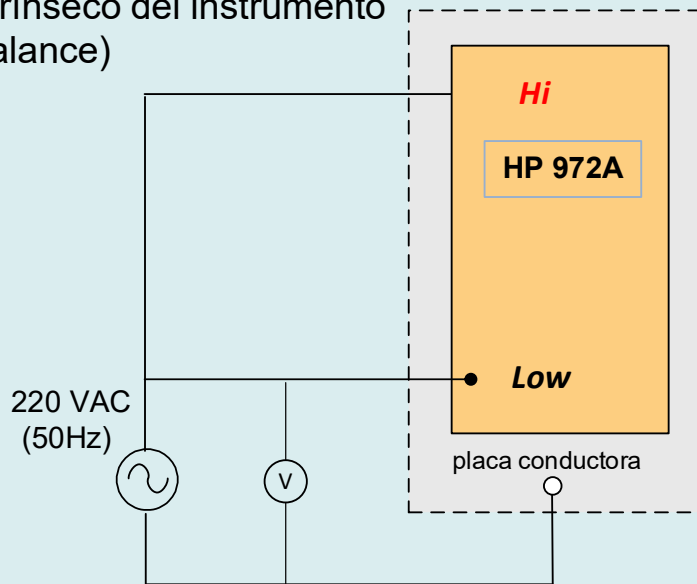 rínseco del instrumento
alance)
Hi
HP 972A
Low
220 VAC
(50Hz)
V
placa conductora